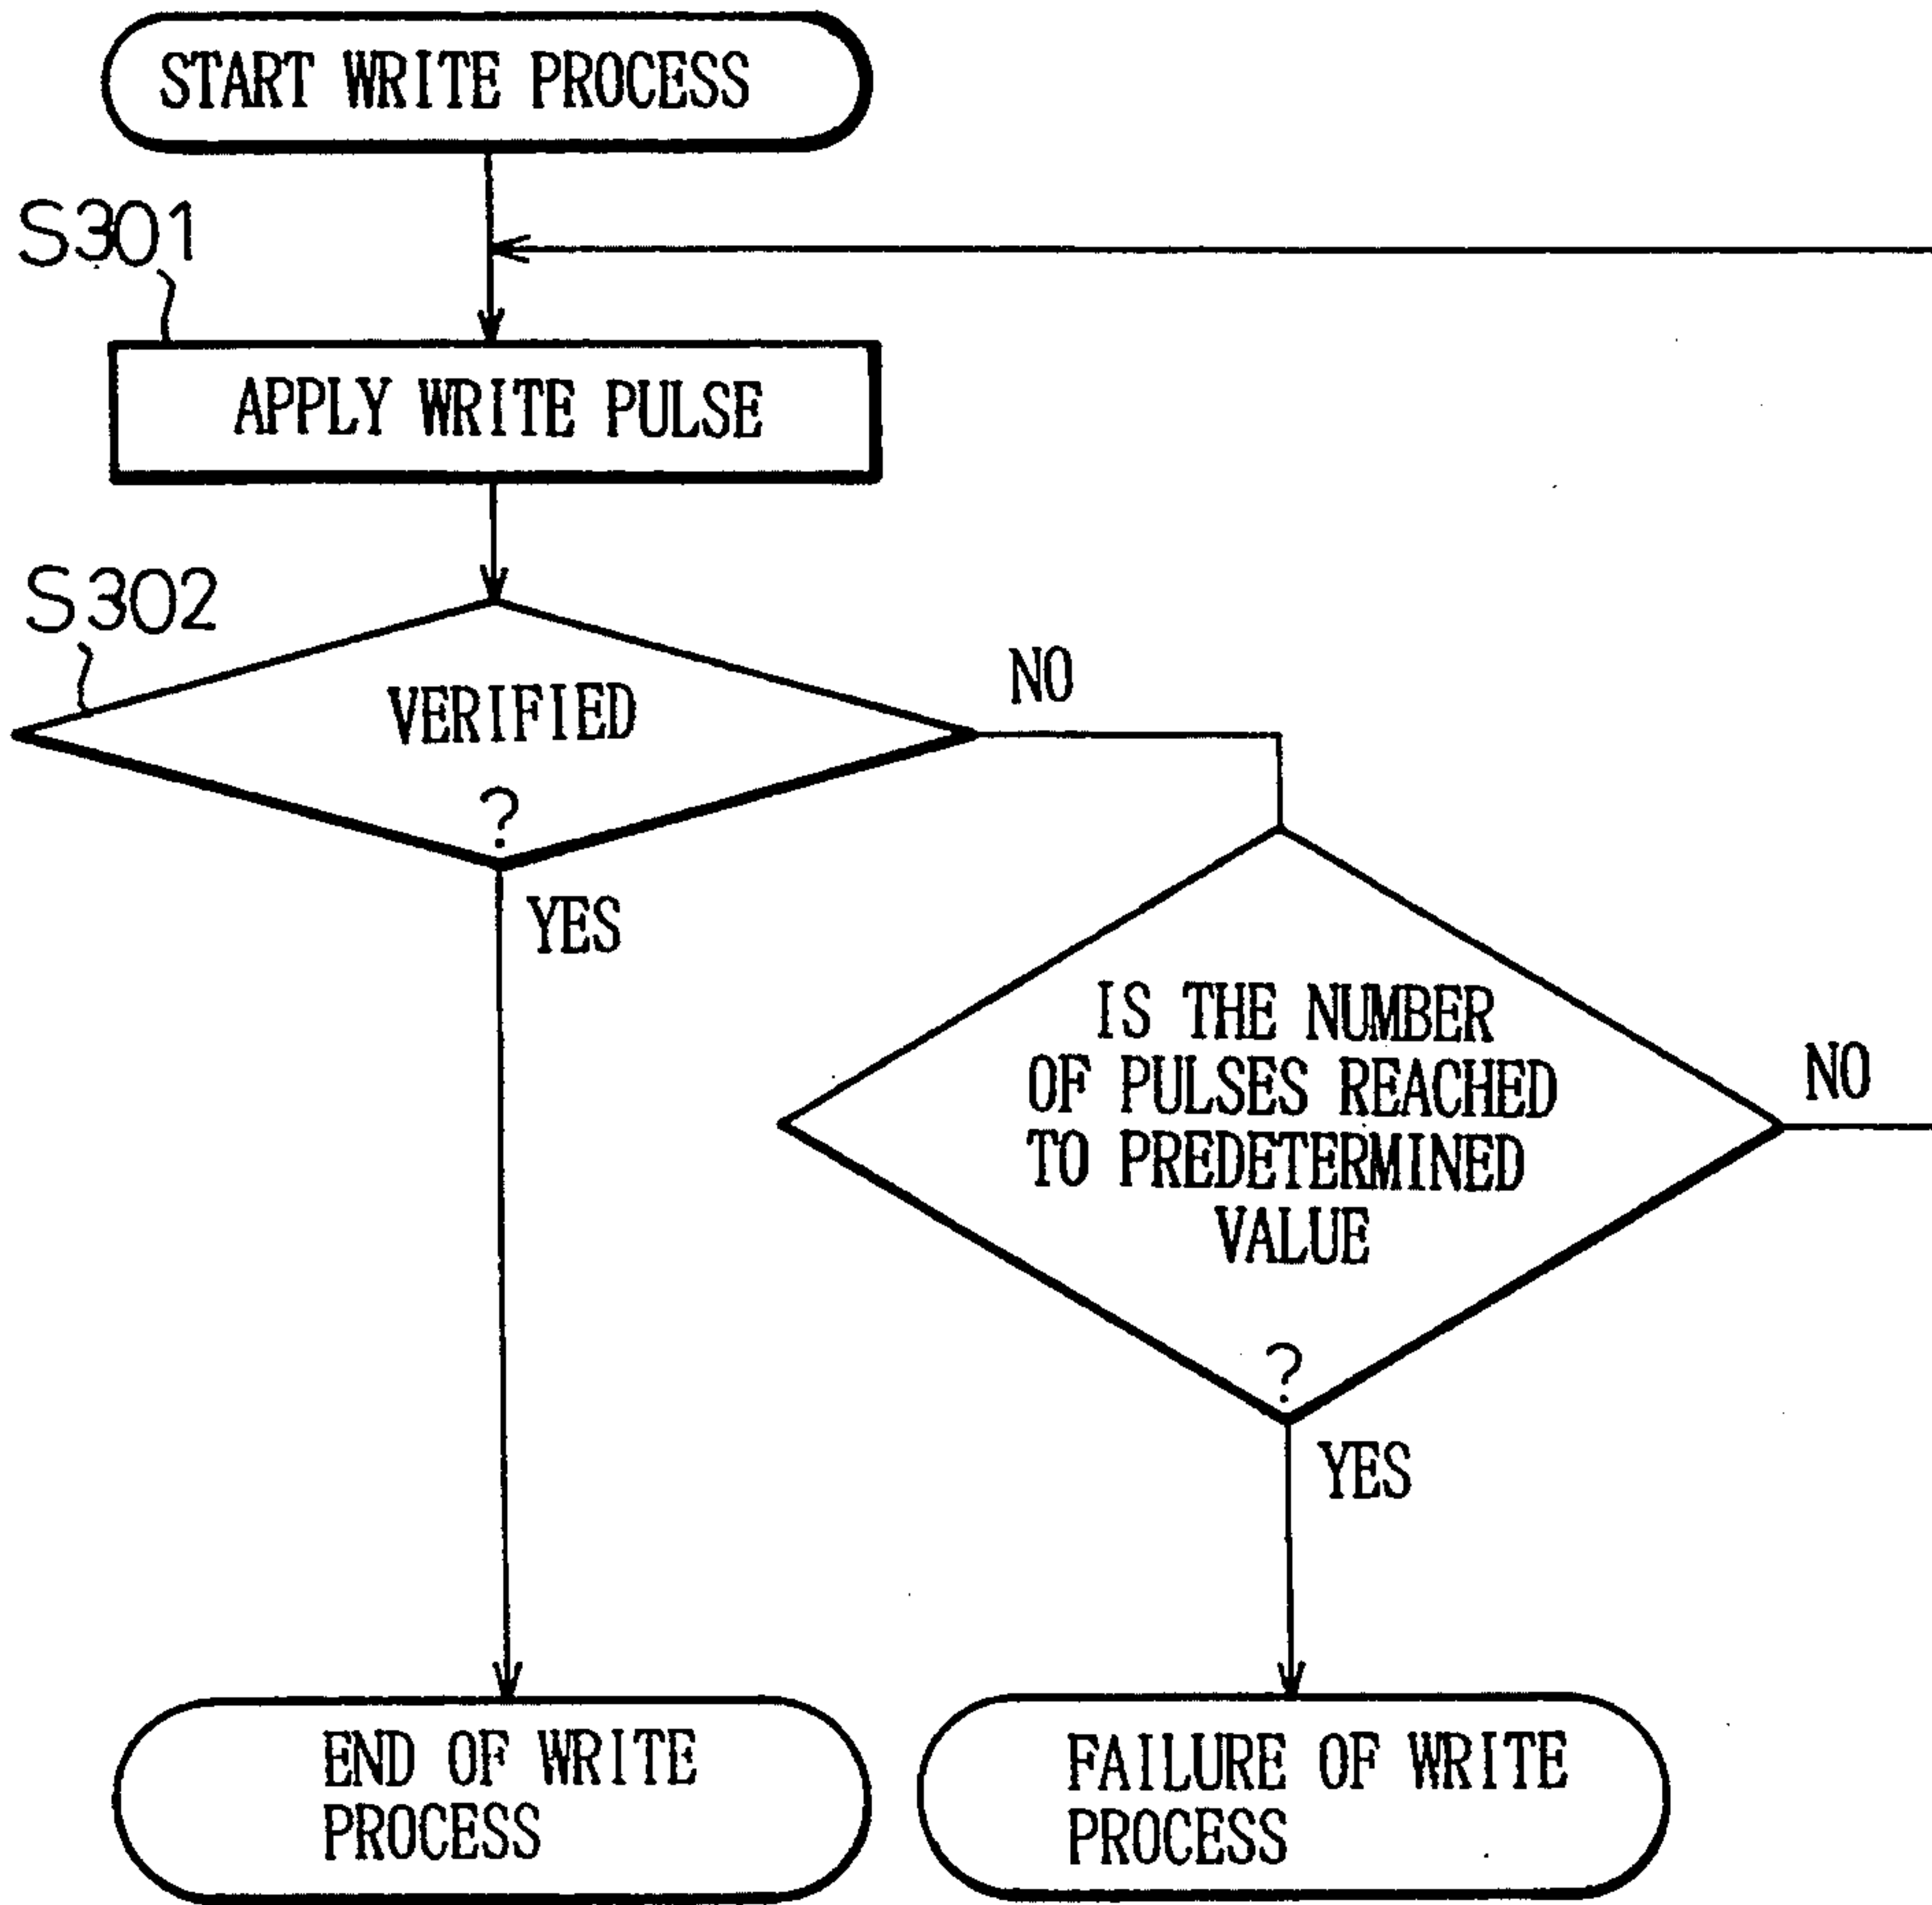 START WRITE PROCESS
S301
APPLY WRITE PULSE
S302
VERIFIED
?
NO
YES
IS THE NUMBER
OF PULSES REACHED
TO PREDETERMINED
VALUE
?
NO
YES
END OF WRITE
PROCESS
FAILURE OF WRITE
PROCESS